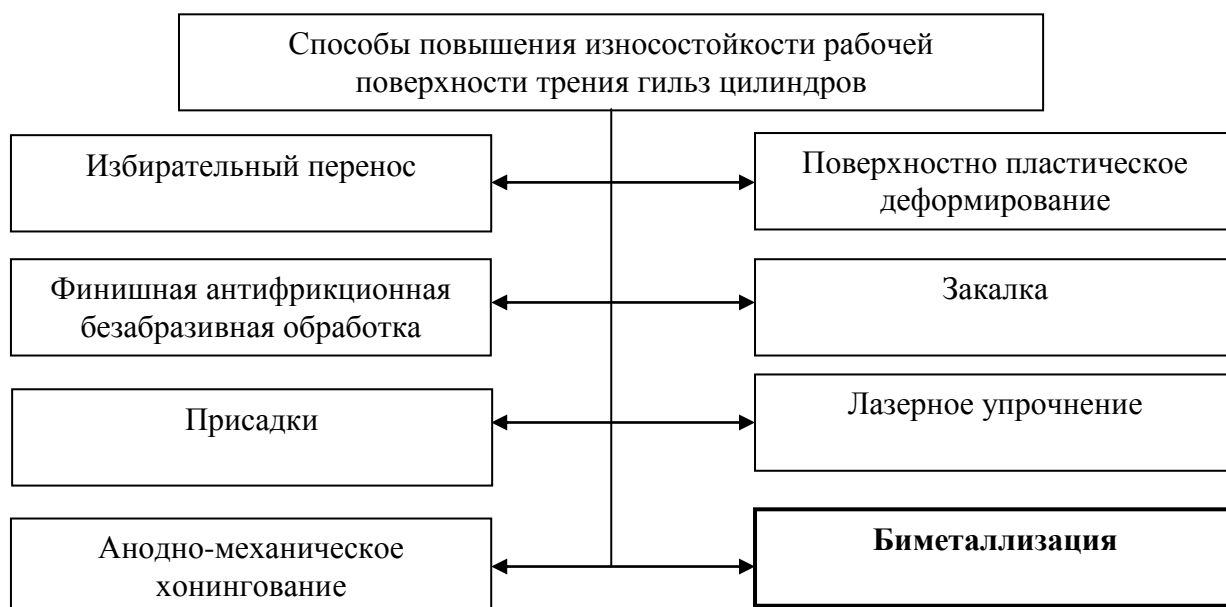 Способы повышения износостойкости рабочей
поверхности трения гильз цилиндров
Избирательный перенос
Поверхностно пластическое
деформирование
Финишная антифрикционная
безабразивная обработка
Закалка
Присадки
Лазерное упрочнение
Анодно-механическое
хонингование
Биметаллизация